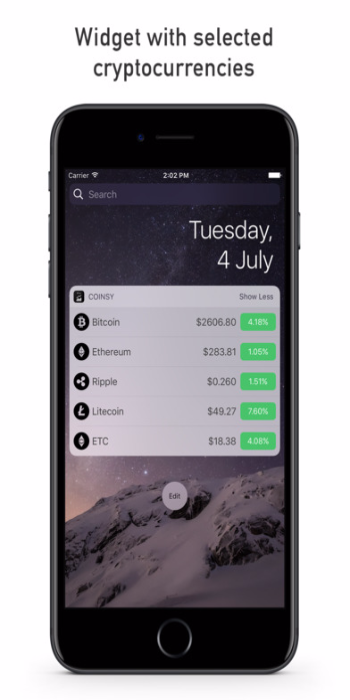 Widget with selected
cryptocurrencies
Carrier 2:02 PM
Search
Tuesday,
4 July
COINSY Show Less
Bitcoin $2606.80 4.18%
Ethereum $283.81 1.05%
Ripple $0.260 1.51%
Litecoin $49.27 7.60%
ETC $18.38 4.08%
Edit